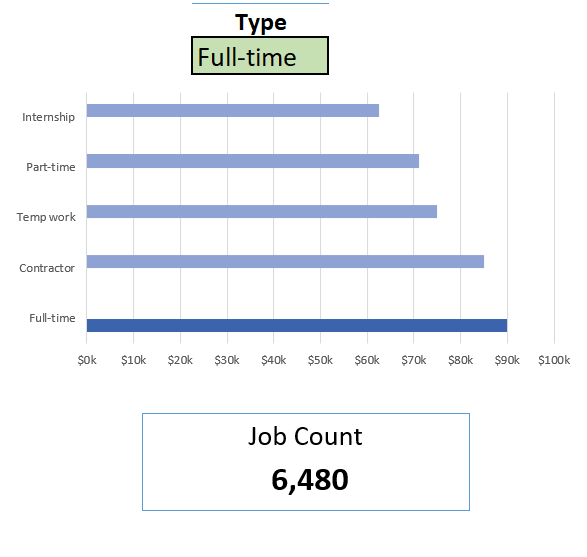 Type
Full-time
Internship
Part-time
Temp work
Contractor
Full-time
$0k $10k $20k $30k $40k $50k $60k $70k $80k $90k $100k
Job Count
6,480